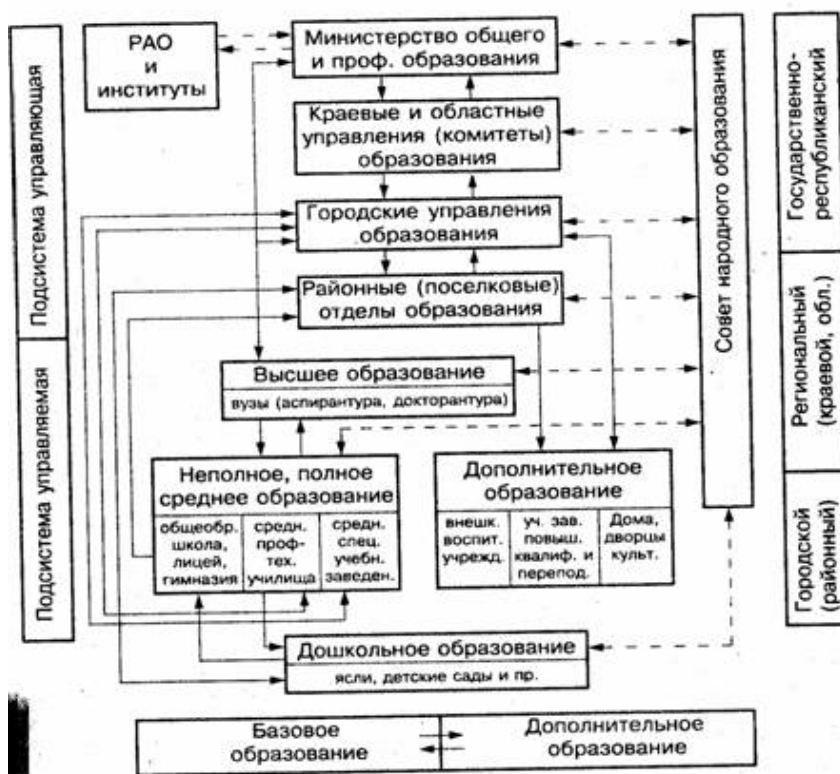 Подсистема управляющая
Подсистема управляемая
РАО
и
институты
Министерство общего
и проф. образования
Краевые и областные
управления (комитеты)
образования
Городские управления
образования
Районные (поселковые)
отделы образования
Высшее образование
вузы (аспирантура, докторантура)
Неполное, полное
среднее образование
общеобр.
школа,
лицей,
гимназия
средн.
проф-
тех.
училища
средн.
спец.
учебн.
заведен.
Дополнительное
образование
внешк.
воспит.
учрежд.
уч. зав.
повыш.
квалиф. и
перепод.
Дома,
дворцы
культ.
Дошкольное образование
ясли, детские сады и пр.
Совет народного образования
Государственно-
республиканский
Региональный
(краевой, обл.)
Городской
(районный)
Базовое
образование
Дополнительное
образование